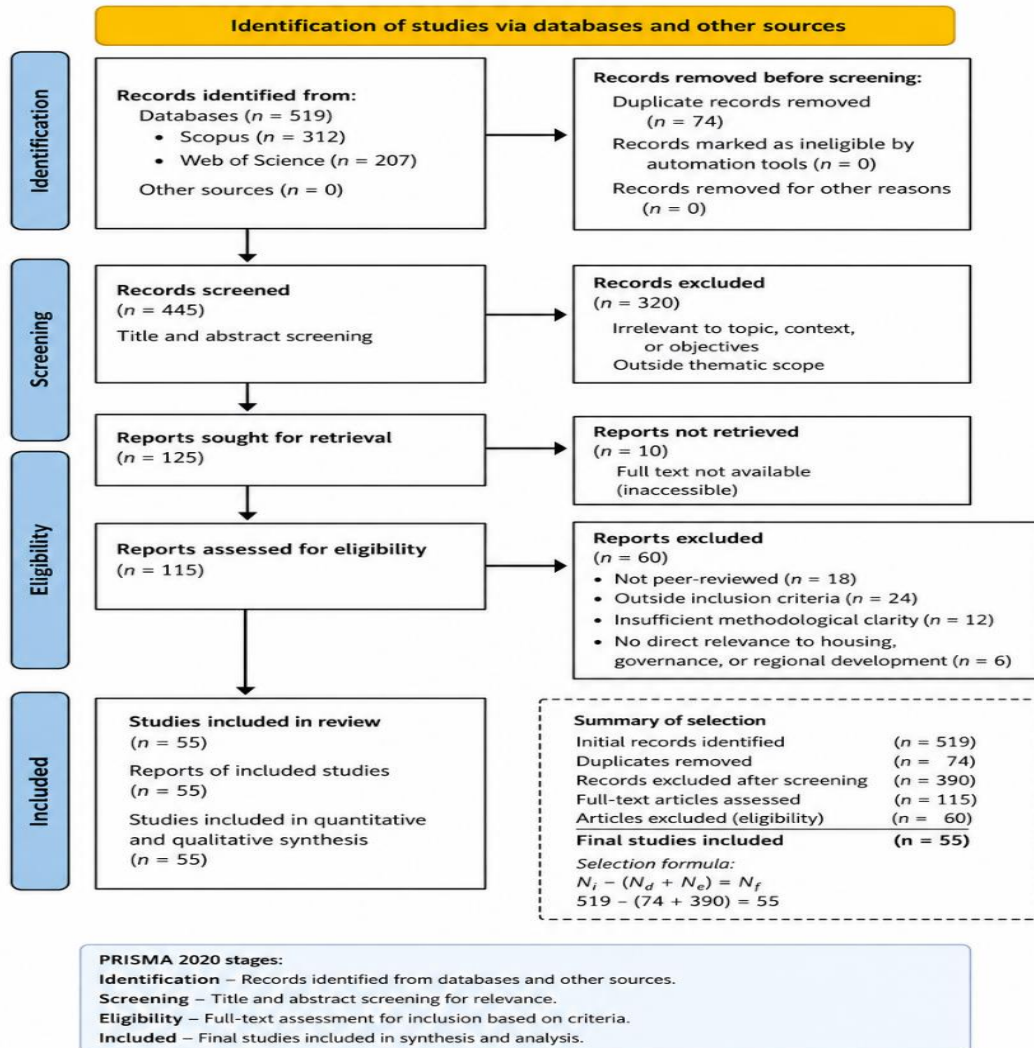 Identification of studies via databases and other sources
Identification
Records identified from:
Databases (n = 519)
• Scopus (n = 312)
• Web of Science (n = 207)
Other sources (n = 0)
Records removed before screening:
Duplicate records removed
(n = 74)
Records marked as ineligible by
automation tools (n = 0)
Records removed for other reasons
(n = 0)
Screening
Records screened
(n = 445)
Title and abstract screening
Records excluded
(n = 320)
Irrelevant to topic, context,
or objectives
Outside thematic scope
Reports sought for retrieval
(n = 125)
Reports not retrieved
(n = 10)
Full text not available
(inaccessible)
Eligibility
Reports assessed for eligibility
(n = 115)
Reports excluded
(n = 60)
• Not peer-reviewed (n = 18)
• Outside inclusion criteria (n = 24)
• Insufficient methodological clarity (n = 12)
• No direct relevance to housing,
governance, or regional development (n = 6)
Included
Studies included in review
(n = 55)
Reports of included studies
(n = 55)
Studies included in quantitative
and qualitative synthesis
(n = 55)
Summary of selection
Initial records identified (n = 519)
Duplicates removed (n = 74)
Records excluded after screening (n = 390)
Full-text articles assessed (n = 115)
Articles excluded (eligibility) (n = 60)
Final studies included (n = 55)
Selection formula:
Nᵢ – (N_d + Nₑ) = N_f
519 – (74 + 390) = 55
PRISMA 2020 stages:
Identification – Records identified from databases and other sources.
Screening – Title and abstract screening for relevance.
Eligibility – Full-text assessment for inclusion based on criteria.
Included – Final studies included in synthesis and analysis.